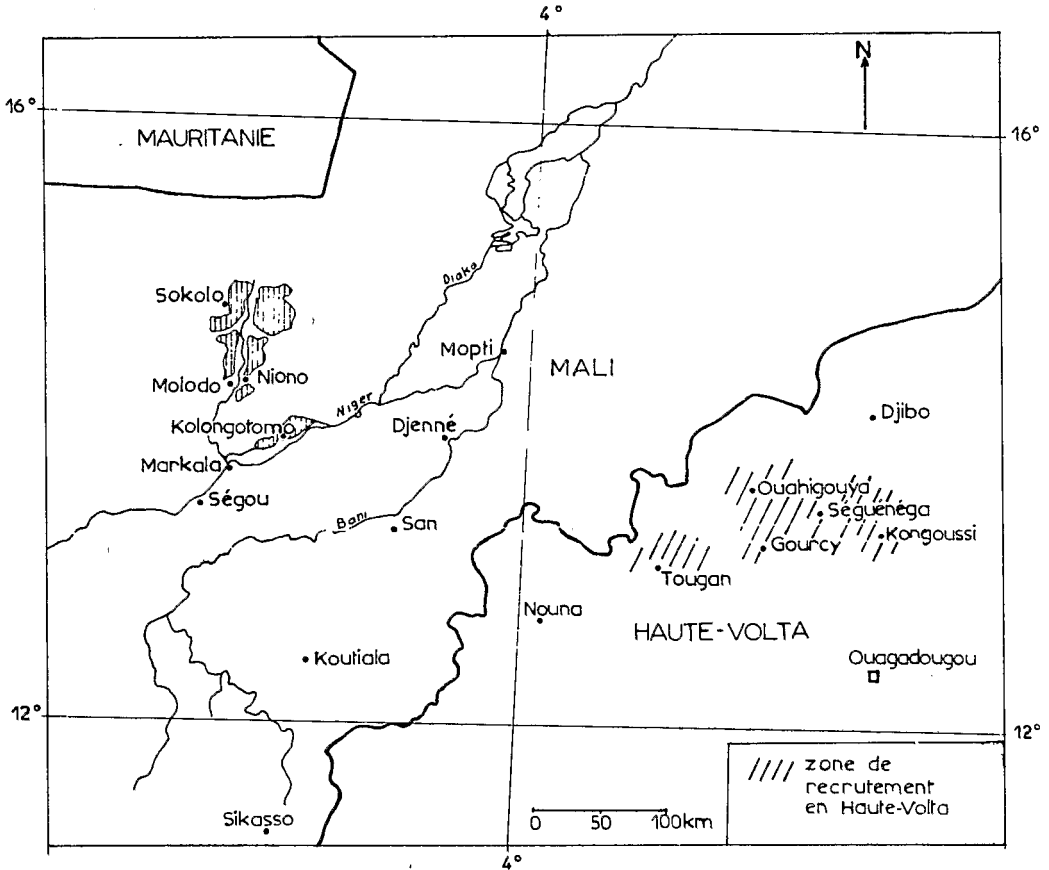 4°
N
16°
16°
MAURITANIE
Diaka
Sokolo
Mopti
MALI
Molodo
Niono
Niger
Djibo
Kolongotomo
Djenné
Markala
Ouahigouya
Ségou
Séguénéga
Bani
San
Kongoussi
Gourcy
Tougan
Nouna
HAUTE-VOLTA
Koutiala
Ouagadougou
12°
12°
zone de
recrutement
en Haute-Volta
Sikasso
0 50 100km
4°